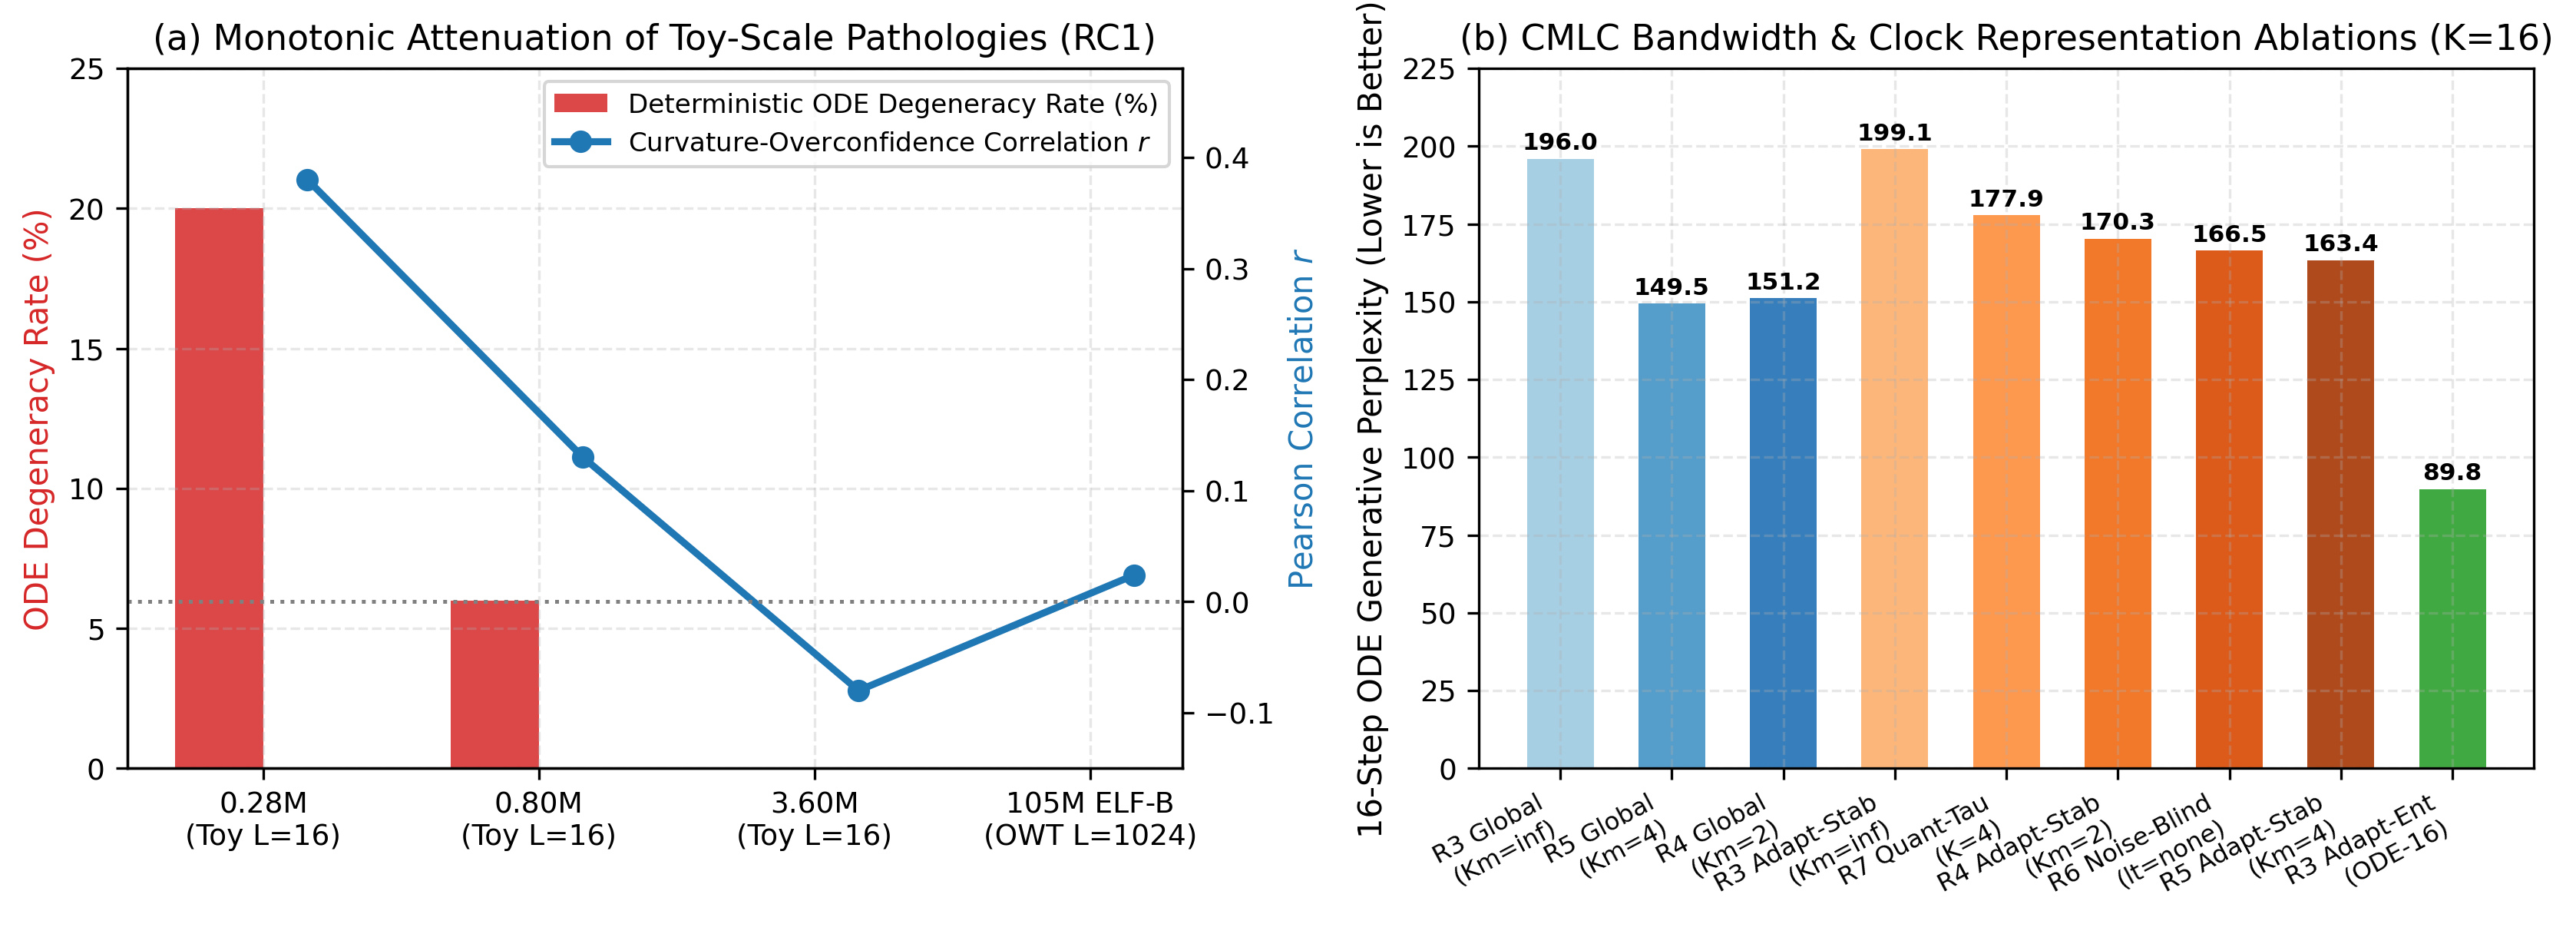 (a) Monotonic Attenuation of Toy-Scale Pathologies (RC1)
25
20
15
10
5
0
ODE Degeneracy Rate (%)
Deterministic ODE Degeneracy Rate (%)
Curvature-Overconfidence Correlation r
0.4
0.3
0.2
0.1
0.0
−0.1
Pearson Correlation r
0.28M
(Toy L=16)
0.80M
(Toy L=16)
3.60M
(Toy L=16)
105M ELF-B
(OWT L=1024)
(b) CMLC Bandwidth & Clock Representation Ablations (K=16)
16-Step ODE Generative Perplexity (Lower is Better)
225
200
175
150
125
100
75
50
25
0
196.0
149.5
151.2
199.1
177.9
170.3
166.5
163.4
89.8
R3 Global
(Km=inf)
R5 Global
(Km=4)
R4 Global
(Km=2)
R3 Adapt-Stab
(Km=inf)
R7 Quant-Tau
(K=4)
R4 Adapt-Stab
(Km=2)
R6 Noise-Blind
(lt=none)
R5 Adapt-Stab
(Km=4)
R3 Adapt-Ent
(ODE-16)